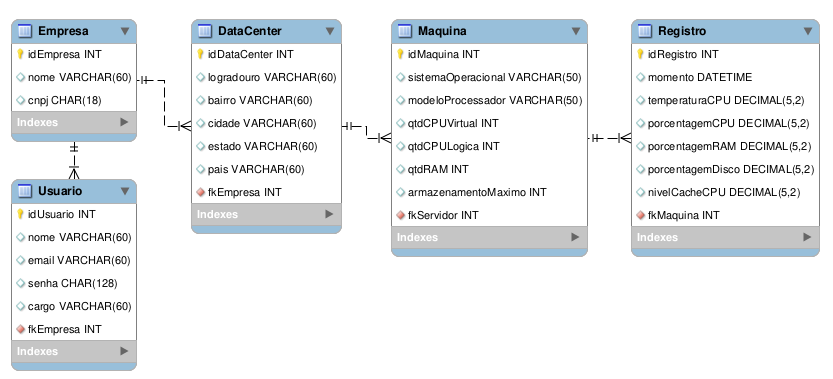 Empresa
idEmpresa INT
nome VARCHAR(60)
cnpj CHAR(18)
Indexes
Usuario
idUsuario INT
nome VARCHAR(60)
email VARCHAR(60)
senha CHAR(128)
cargo VARCHAR(60)
fkEmpresa INT
Indexes
DataCenter
idDataCenter INT
logradouro VARCHAR(60)
bairro VARCHAR(60)
cidade VARCHAR(60)
estado VARCHAR(60)
pais VARCHAR(60)
fkEmpresa INT
Indexes
Maquina
idMaquina INT
sistemaOperacional VARCHAR(50)
modeloProcessador VARCHAR(50)
qtdCPUVirtual INT
qtdCPULogica INT
qtdRAM INT
armazenamentoMaximo INT
fkServidor INT
Indexes
Registro
idRegistro INT
momento DATETIME
temperaturaCPU DECIMAL(5,2)
porcentagemCPU DECIMAL(5,2)
porcentagemRAM DECIMAL(5,2)
porcentagemDisco DECIMAL(5,2)
nivelCacheCPU DECIMAL(5,2)
fkMaquina INT
Indexes